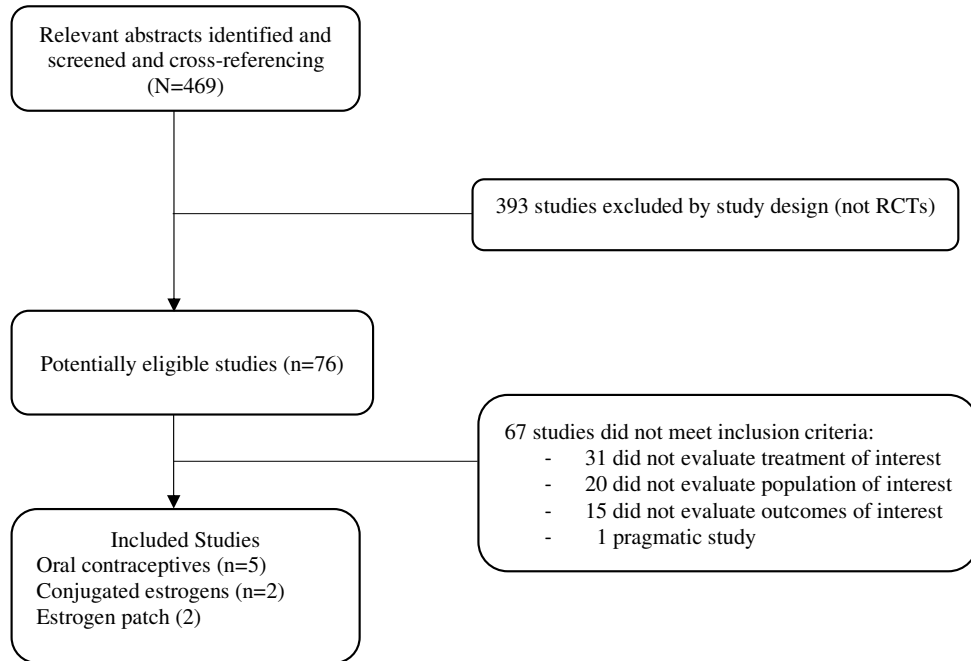 Relevant abstracts identified and
screened and cross-referencing
(N=469)
393 studies excluded by study design (not RCTs)
Potentially eligible studies (n=76)
67 studies did not meet inclusion criteria:
- 31 did not evaluate treatment of interest
- 20 did not evaluate population of interest
- 15 did not evaluate outcomes of interest
- 1 pragmatic study
Included Studies
Oral contraceptives (n=5)
Conjugated estrogens (n=2)
Estrogen patch (2)